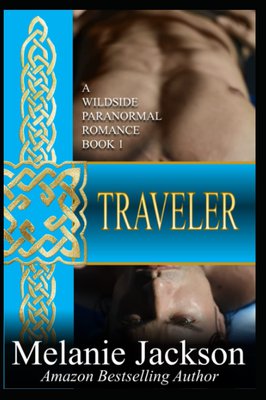 A
WILDSIDE
PARANORMAL
ROMANCE
BOOK 1
TRAVELER
Melanie Jackson
Amazon Bestselling Author